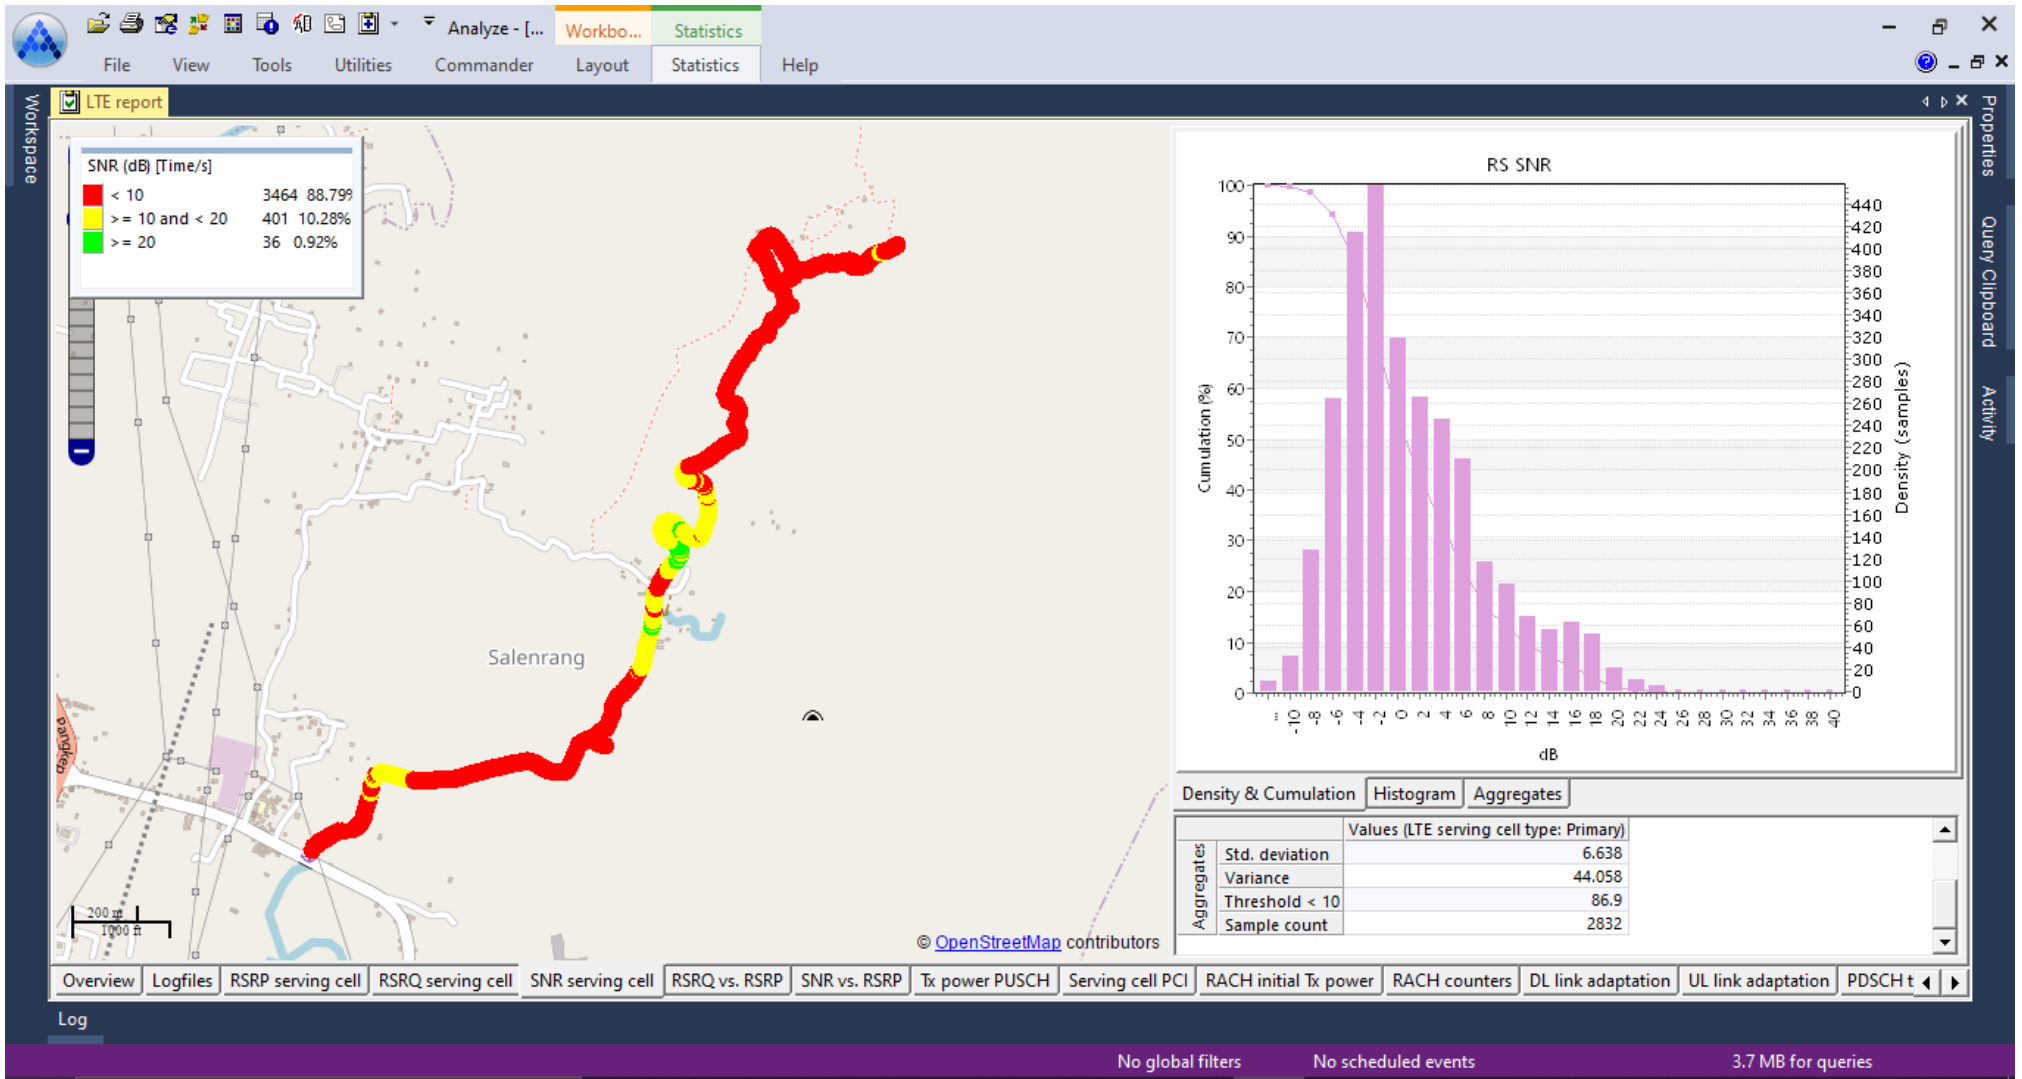 Analyze - [...
Workbo...
Statistics
File
View
Tools
Utilities
Commander
Layout
Statistics
Help
Workspace
LTE report
Properties
Query Clipboard
Activity
SNR (dB) [Time/s]
< 10 3464 88.79%
>= 10 and < 20 401 10.28%
>= 20 36 0.92%
Salenrang
Pangkep
200 m
1000 ft
© OpenStreetMap contributors
RS SNR
100
90
80
70
60
50
40
30
20
10
0
Cumulation (%)
440
420
400
380
360
340
320
300
280
260
240
220
200
180
160
140
120
100
80
60
40
20
0
Density (samples)
... -10 -8 -6 -4 -2 0 2 4 6 8 10 12 14 16 18 20 22 24 26 28 30 32 34 36 38 40
dB
Density & Cumulation
Histogram
Aggregates
Values (LTE serving cell type: Primary)
Aggregates
Std. deviation 6.638
Variance 44.058
Threshold < 10 86.9
Sample count 2832
Overview
Logfiles
RSRP serving cell
RSRQ serving cell
SNR serving cell
RSRQ vs. RSRP
SNR vs. RSRP
Tx power PUSCH
Serving cell PCI
RACH initial Tx power
RACH counters
DL link adaptation
UL link adaptation
PDSCH t
Log
No global filters
No scheduled events
3.7 MB for queries